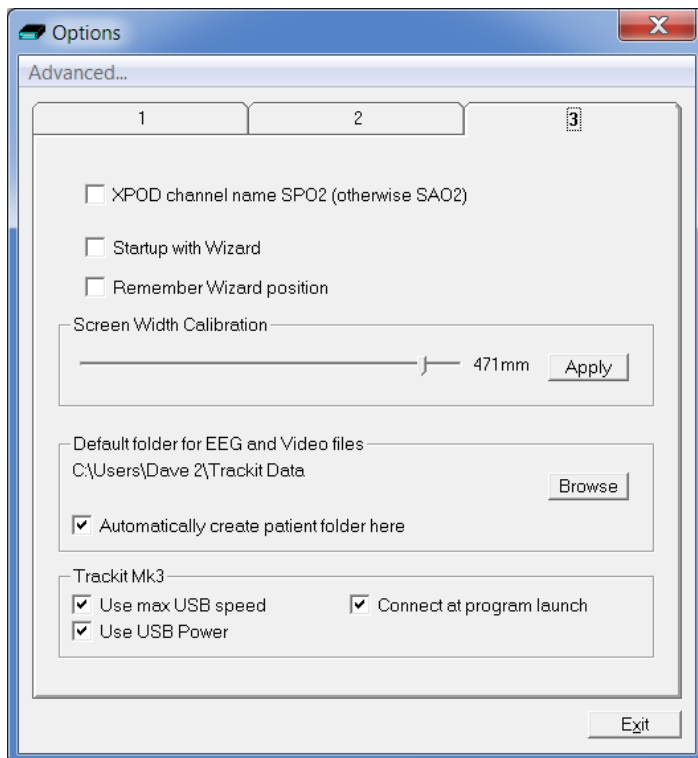 Options
Advanced...
1 2 3
XPOD channel name SPO2 (otherwise SAO2)
Startup with Wizard
Remember Wizard position
Screen Width Calibration
471mm Apply
Default folder for EEG and Video files
C:\Users\Dave 2\Trackit Data
Browse
Automatically create patient folder here
Trackit Mk3
Use max USB speed Connect at program launch
Use USB Power
Exit